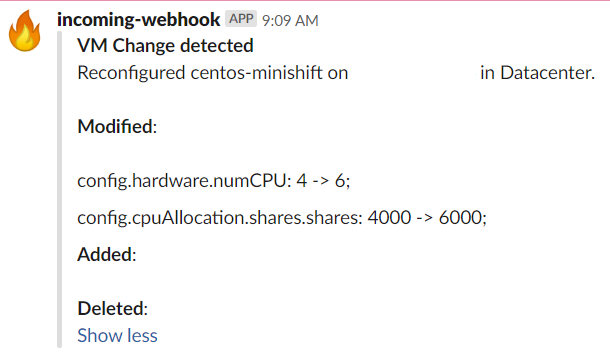 incoming-webhook APP 9:09 AM
VM Change detected
Reconfigured centos-minishift on in Datacenter.
Modified:
config.hardware.numCPU: 4 -> 6;
config.cpuAllocation.shares.shares: 4000 -> 6000;
Added:
Deleted:
Show less